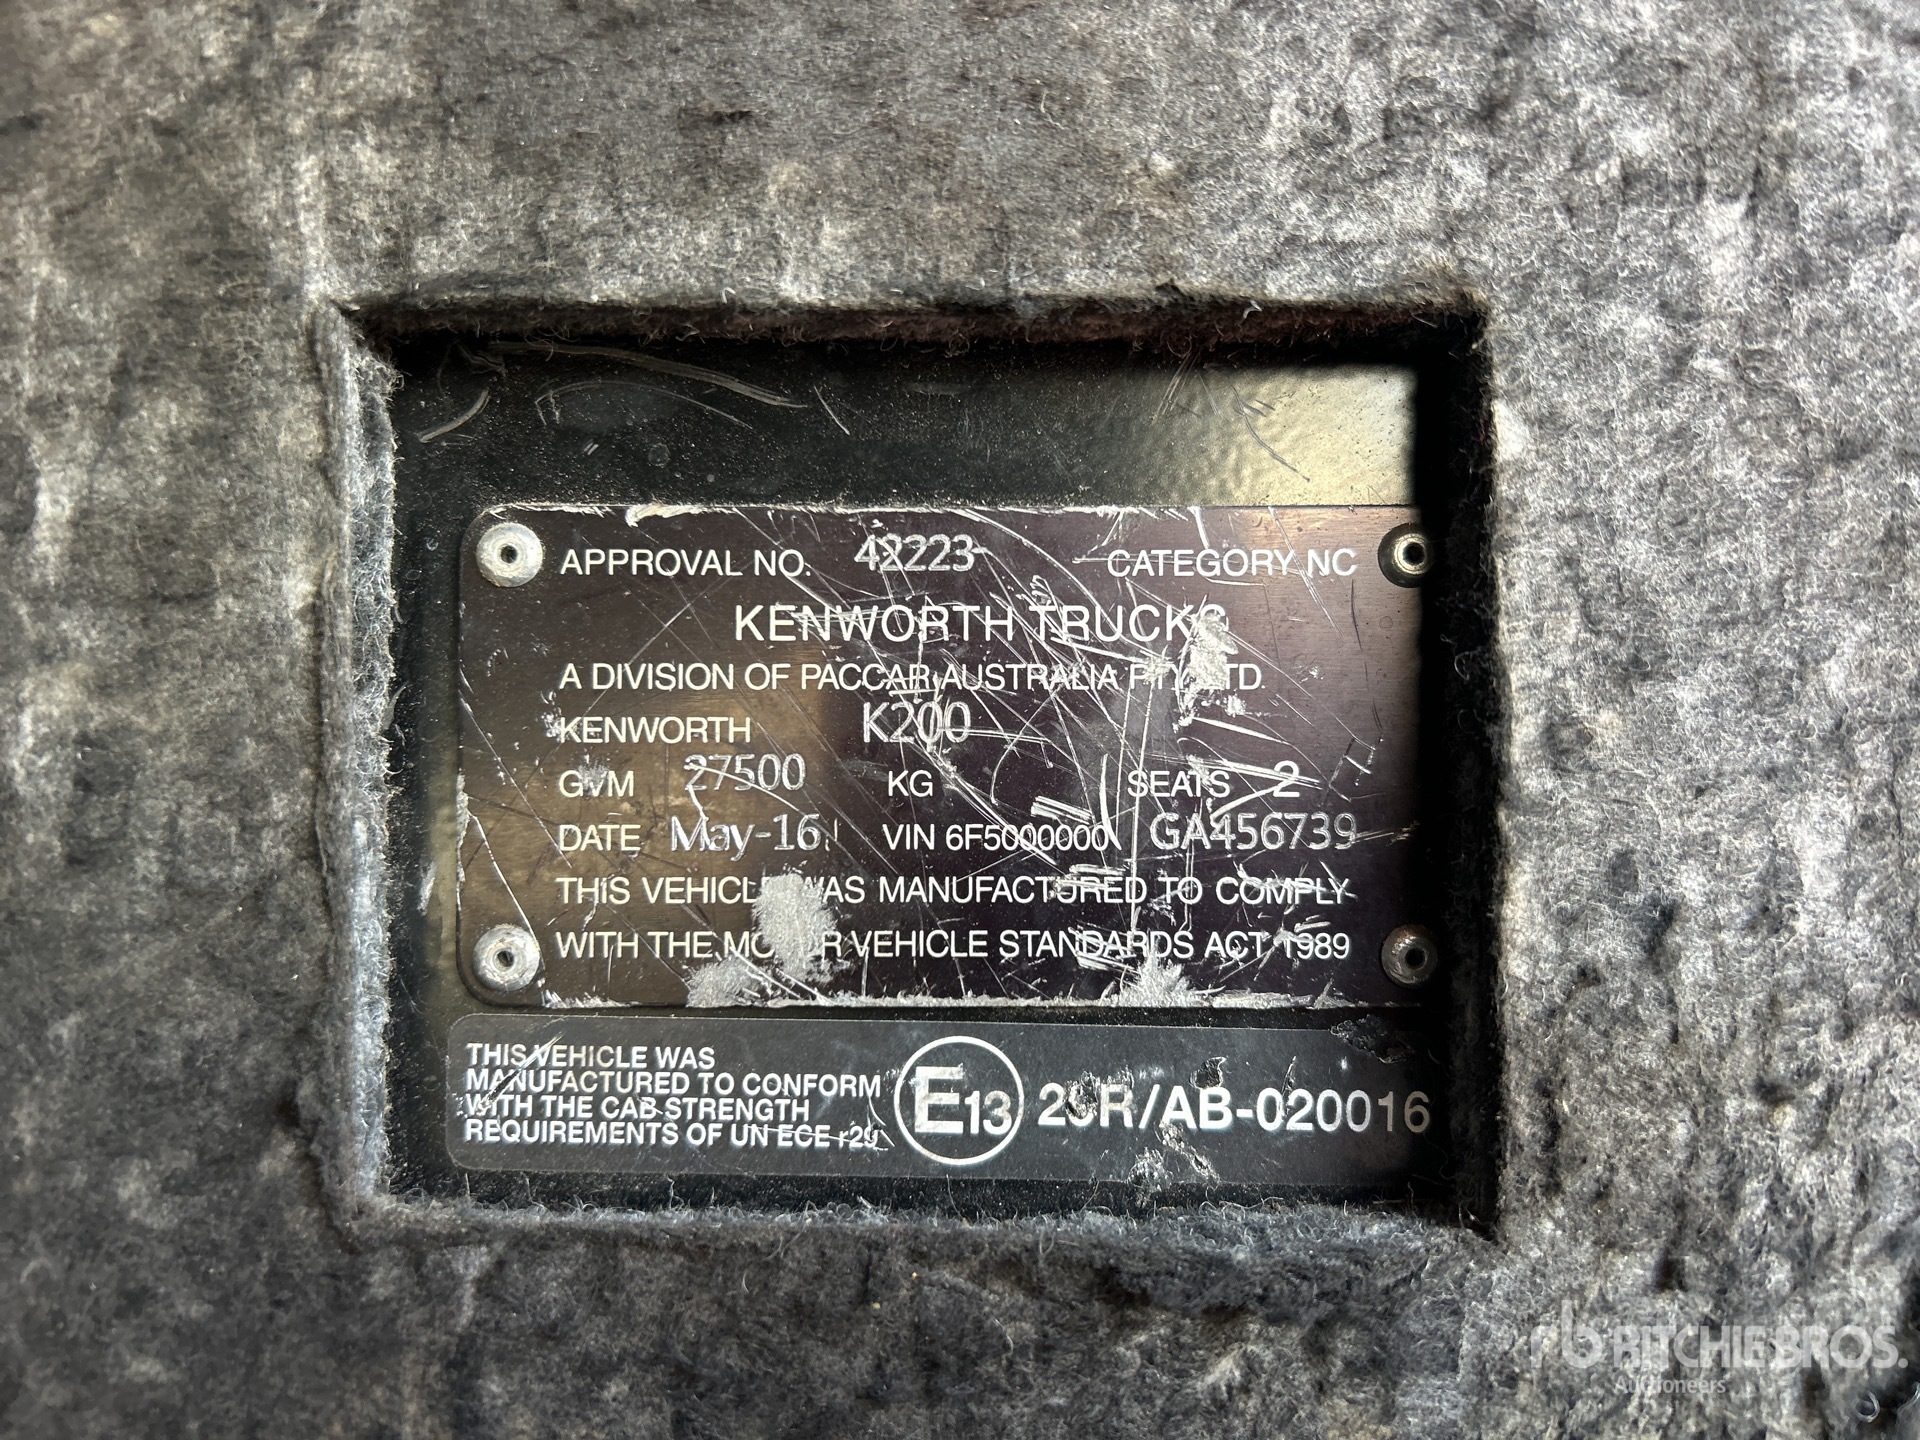 APPROVAL NO. 42223 CATEGORY NC
KENWORTH TRUCKS
A DIVISION OF PACCAR AUSTRALIA PTY LTD.
KENWORTH K200
GVM 27500 KG SEATS 2
DATE May-16 VIN 6F5000000 GA456739
THIS VEHICLE WAS MANUFACTURED TO COMPLY
WITH THE MOTOR VEHICLE STANDARDS ACT 1989
THIS VEHICLE WAS
MANUFACTURED TO CONFORM
WITH THE CAB STRENGTH
REQUIREMENTS OF UN ECE r29
E13 29R/AB-020016
rb RITCHIE BROS.
Auctioneers